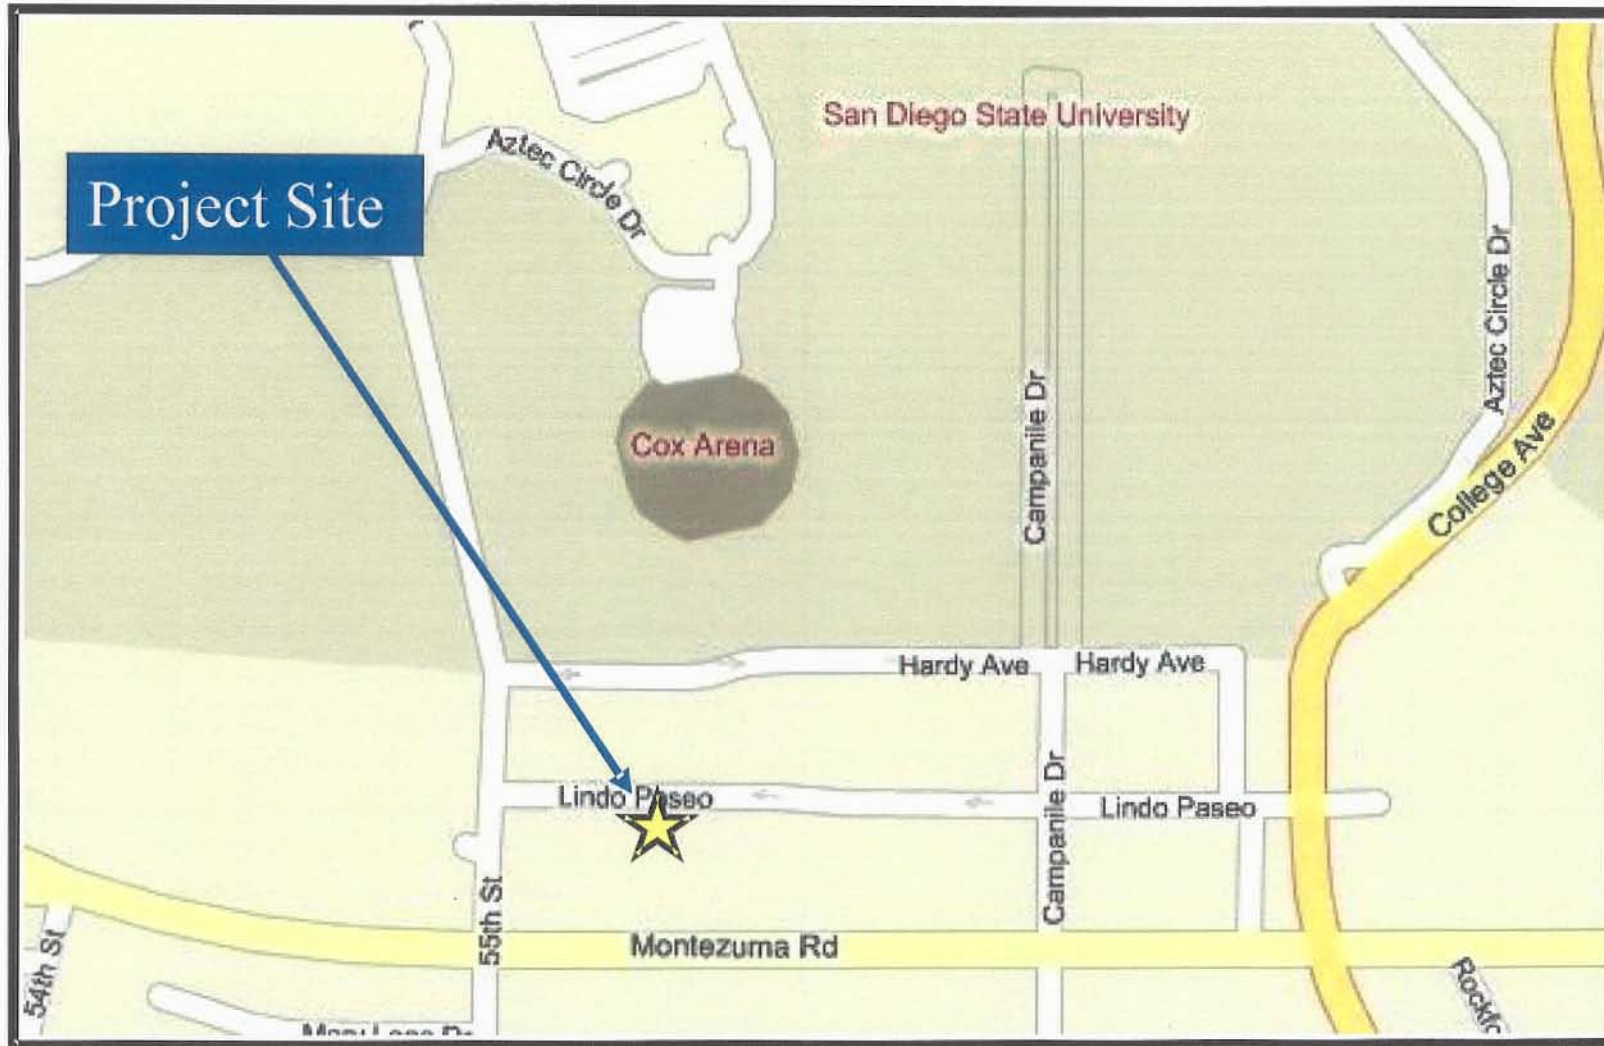 San Diego State University
Aztec Circle Dr
Project Site
Aztec Circle Dr
Cox Arena
Campanile Dr
College Ave
Hardy Ave
Hardy Ave
Lindo Paseo
Lindo Paseo
Campanile Dr
55th St
Montezuma Rd
54th St